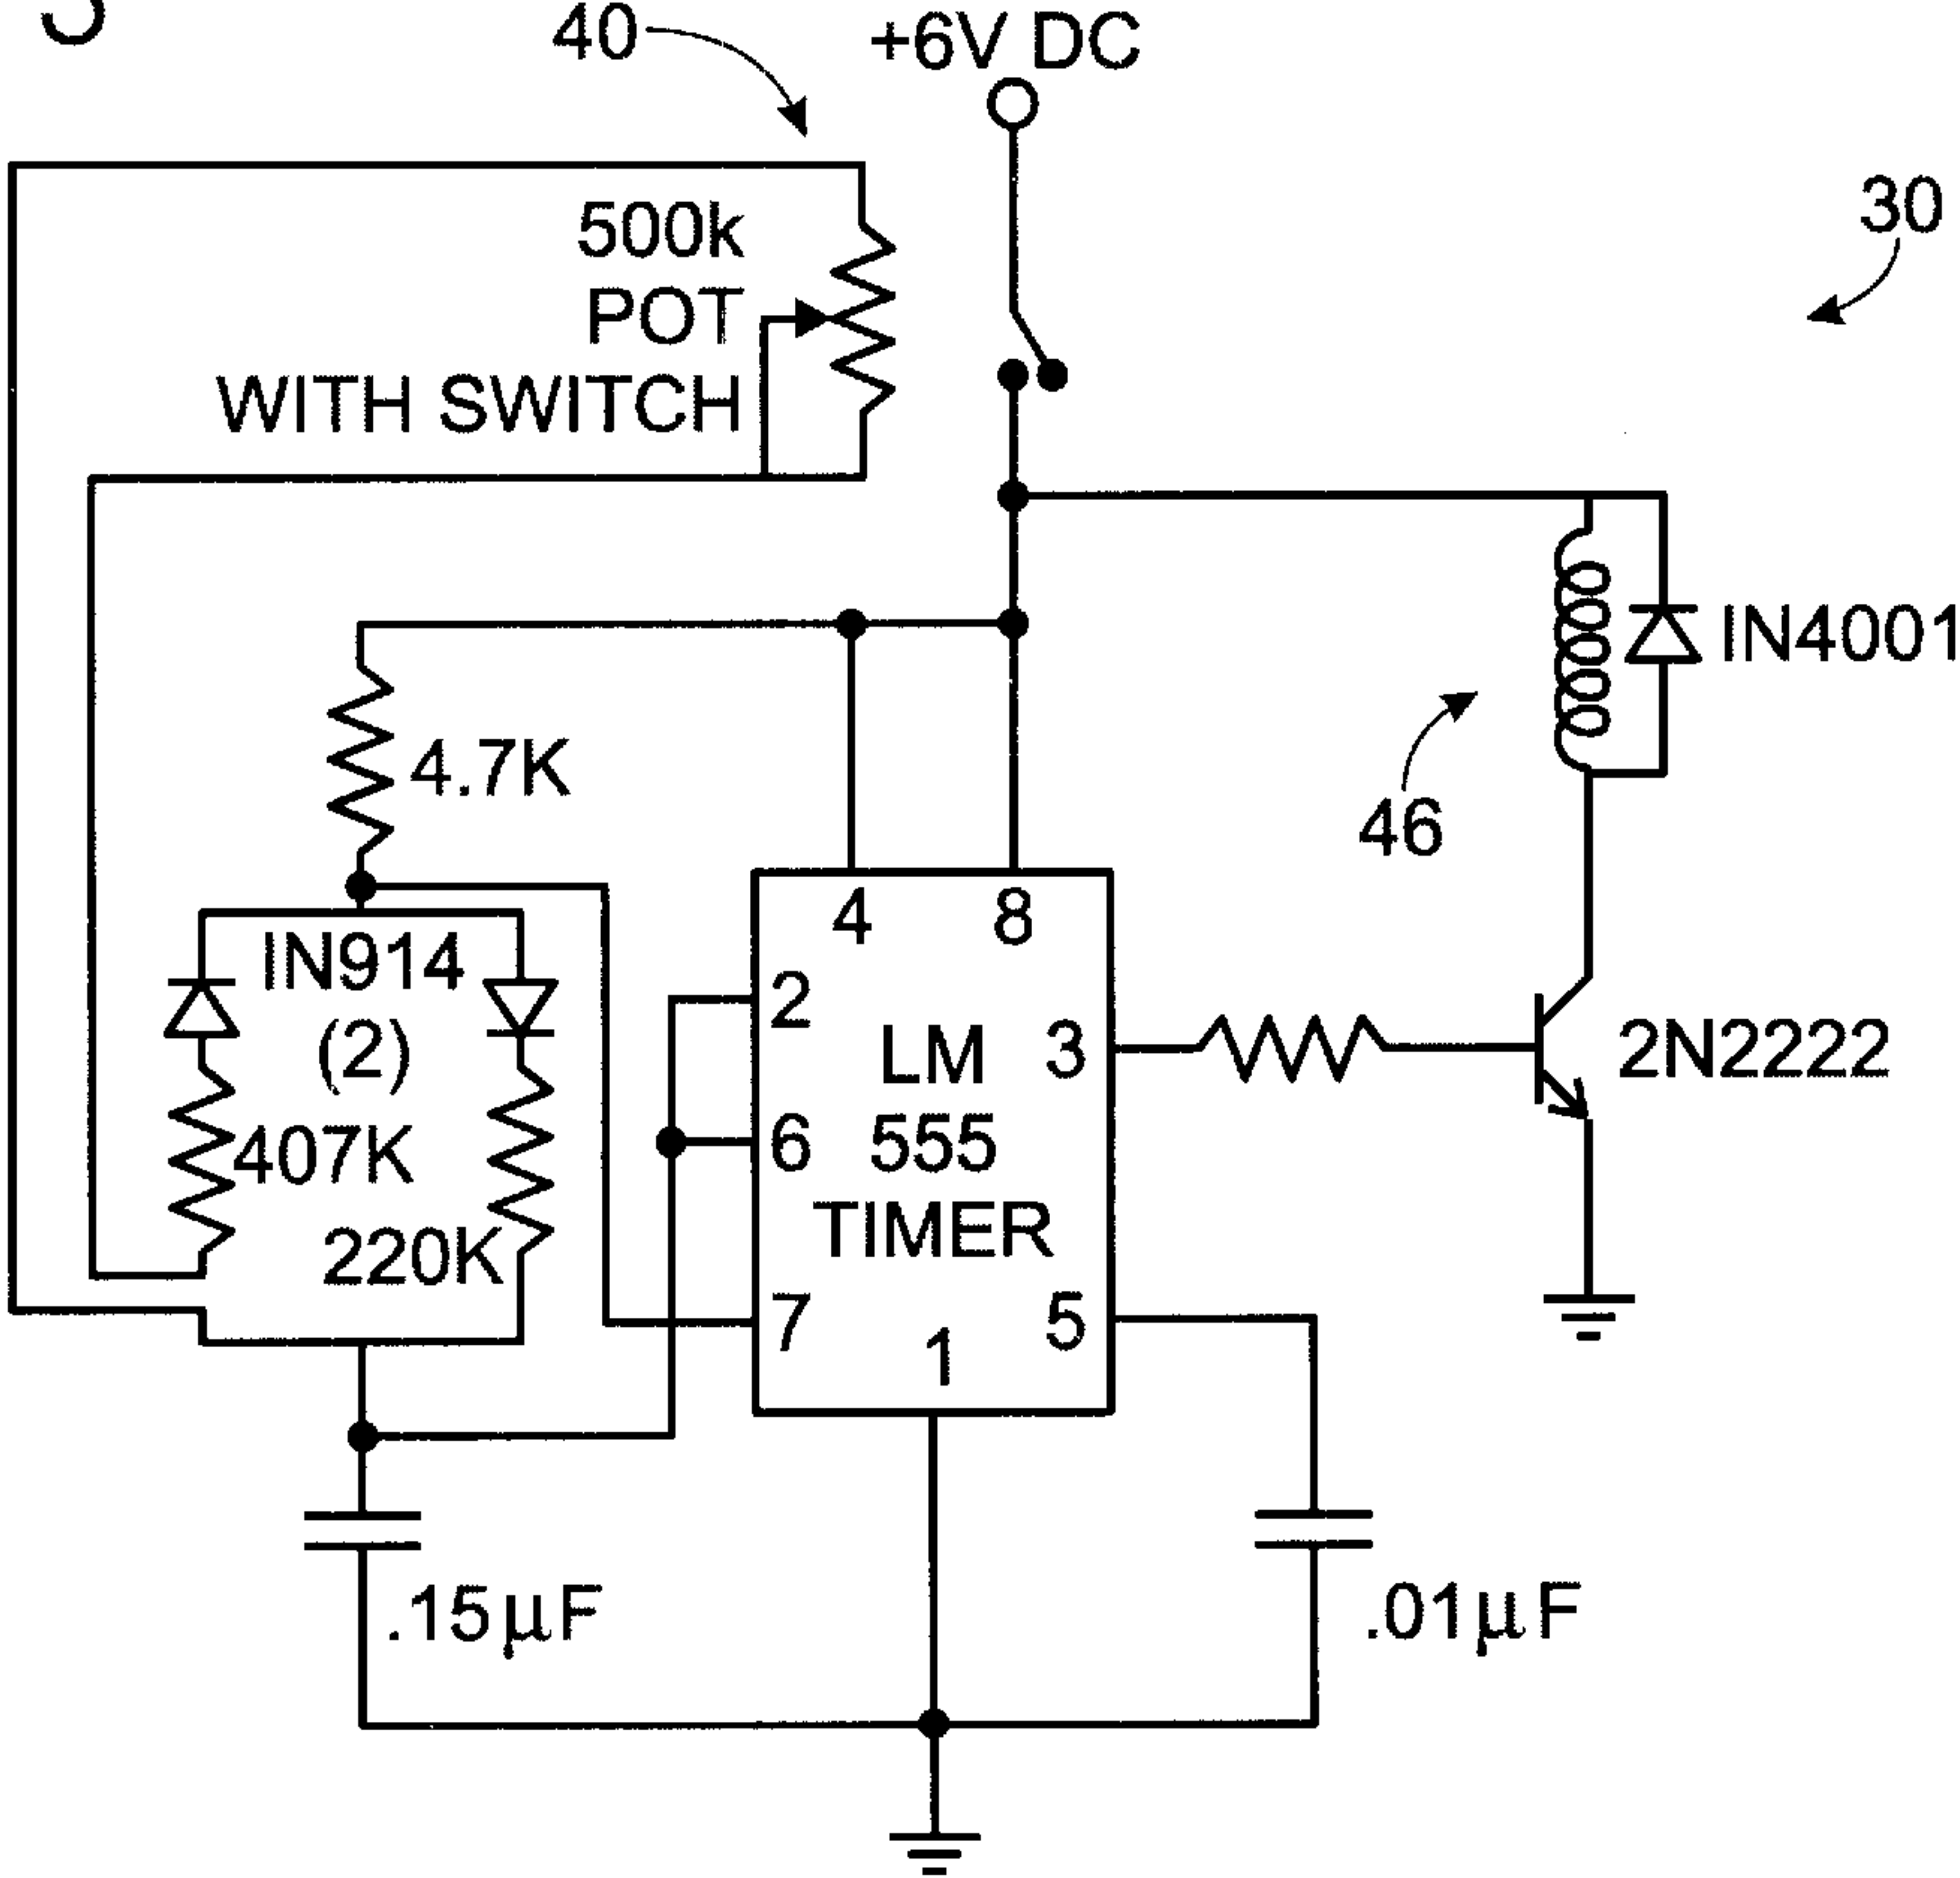 40
+6V DC
30
500k
POT
WITH SWITCH
IN4001
4.7K
46
4
8
IN914
(2)
2
LM
3
2N2222
407K
6
555
TIMER
220K
7
5
1
.15µF
.01µF